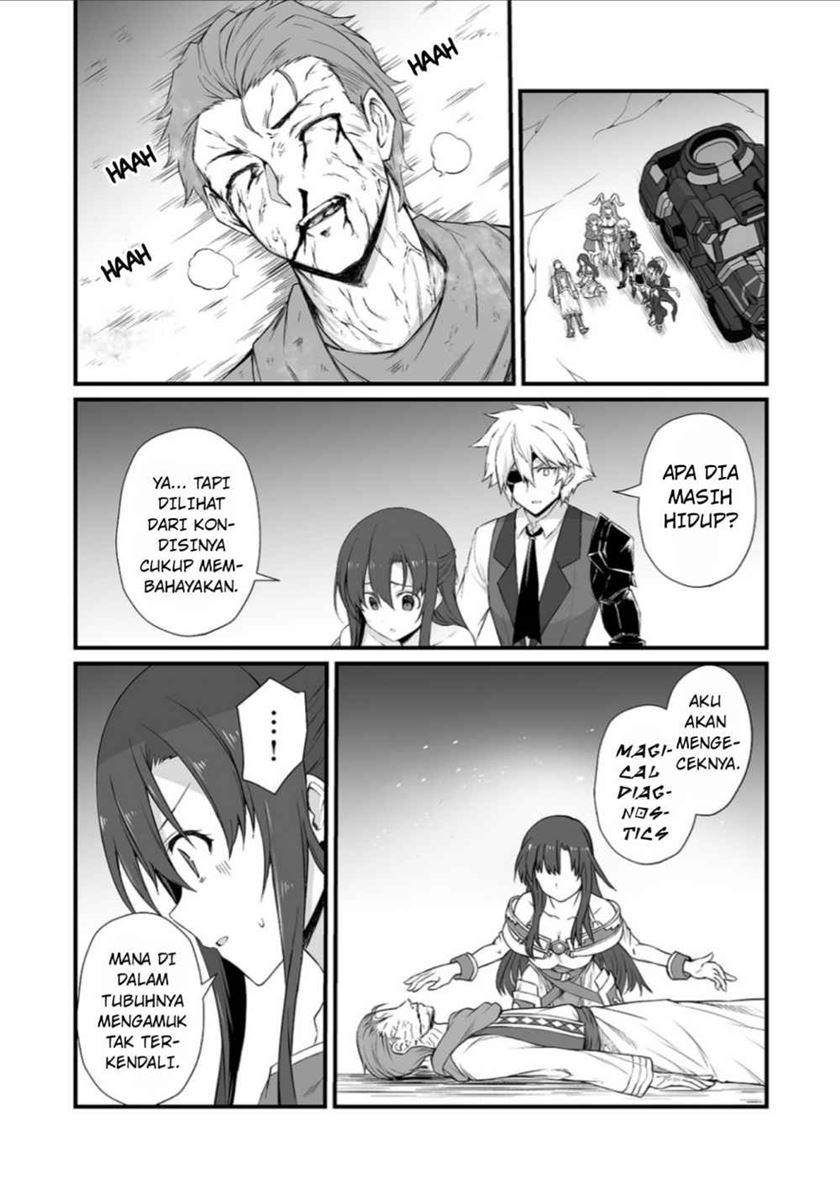 HAAH
HAAH
HAAH
APA DIA
MASIH
HIDUP?
YA... TAPI
DILIHAT
DARI KON-
DISINYA
CUKUP MEM-
BAHAYAKAN.
AKU
AKAN
MENGE-
CEKNYA.
MAGI-
CAL
DIAG-
NOS-
TICS
...!
MANA DI
DALAM
TUBUHNYA
MENGAMUK
TAK TER-
KENDALI.